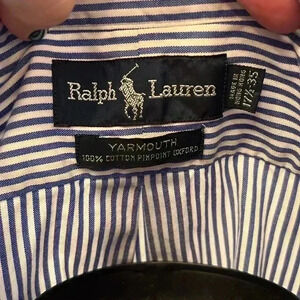 Ralph Lauren
YARMOUTH
100% COTTON PINPOINT OXFORD
17½-35